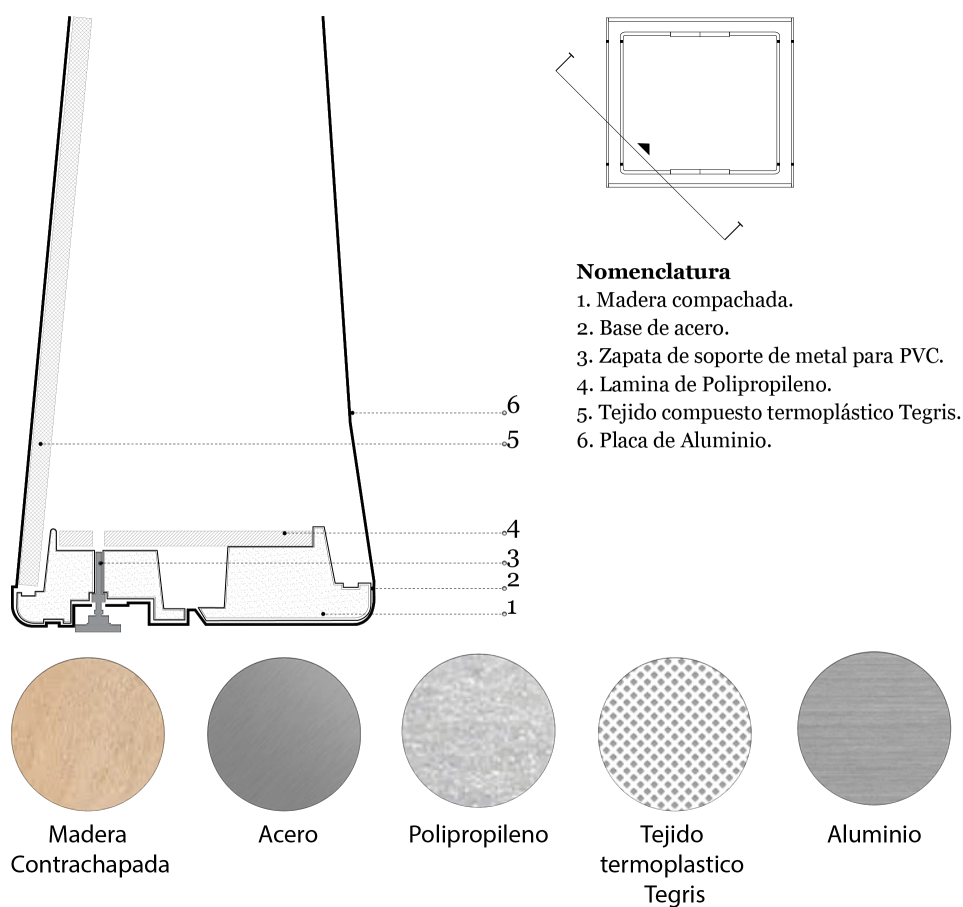 Nomenclatura
1. Madera compachada.
2. Base de acero.
3. Zapata de soporte de metal para PVC.
4. Lamina de Polipropileno.
5. Tejido compuesto termoplástico Tegris.
6. Placa de Aluminio.
6
5
4
3
2
1
Madera
Contrachapada
Acero
Polipropileno
Tejido
termoplastico
Tegris
Aluminio